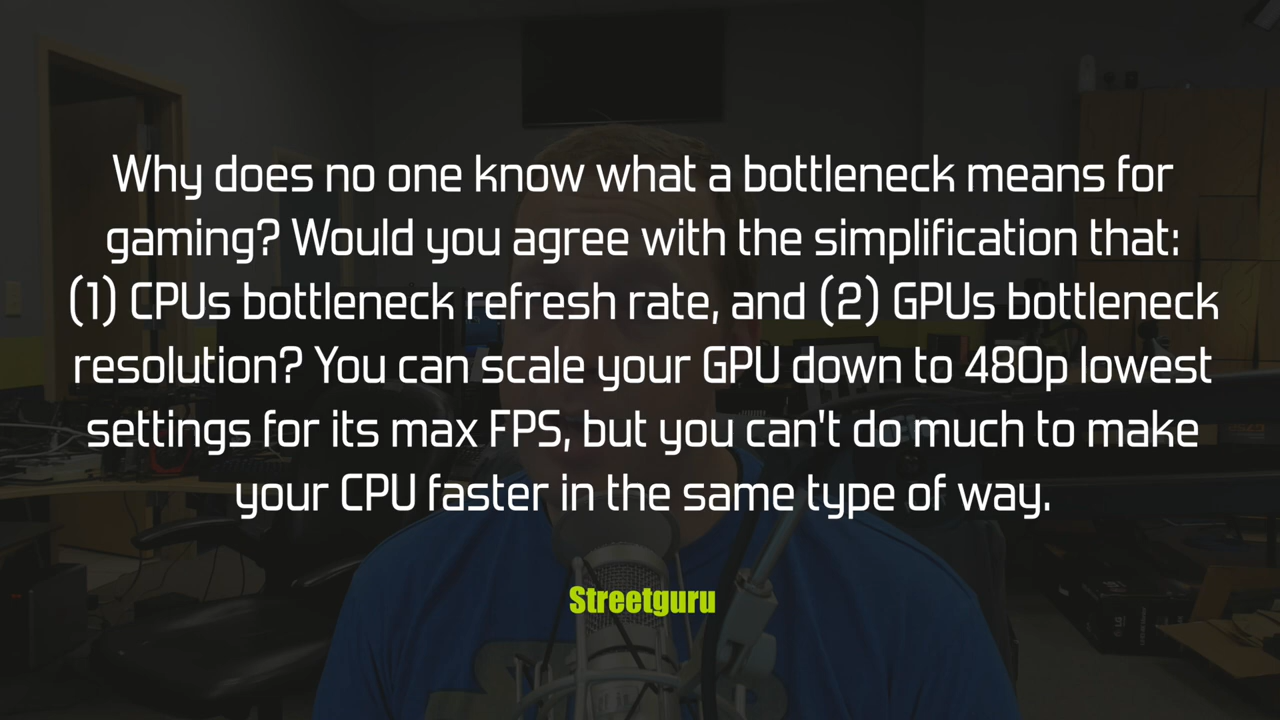 Why does no one know what a bottleneck means for
gaming? Would you agree with the simplification that:
(1) CPUs bottleneck refresh rate, and (2) GPUs bottleneck
resolution? You can scale your GPU down to 480p lowest
settings for its max FPS, but you can't do much to make
your CPU faster in the same type of way.
Streetguru